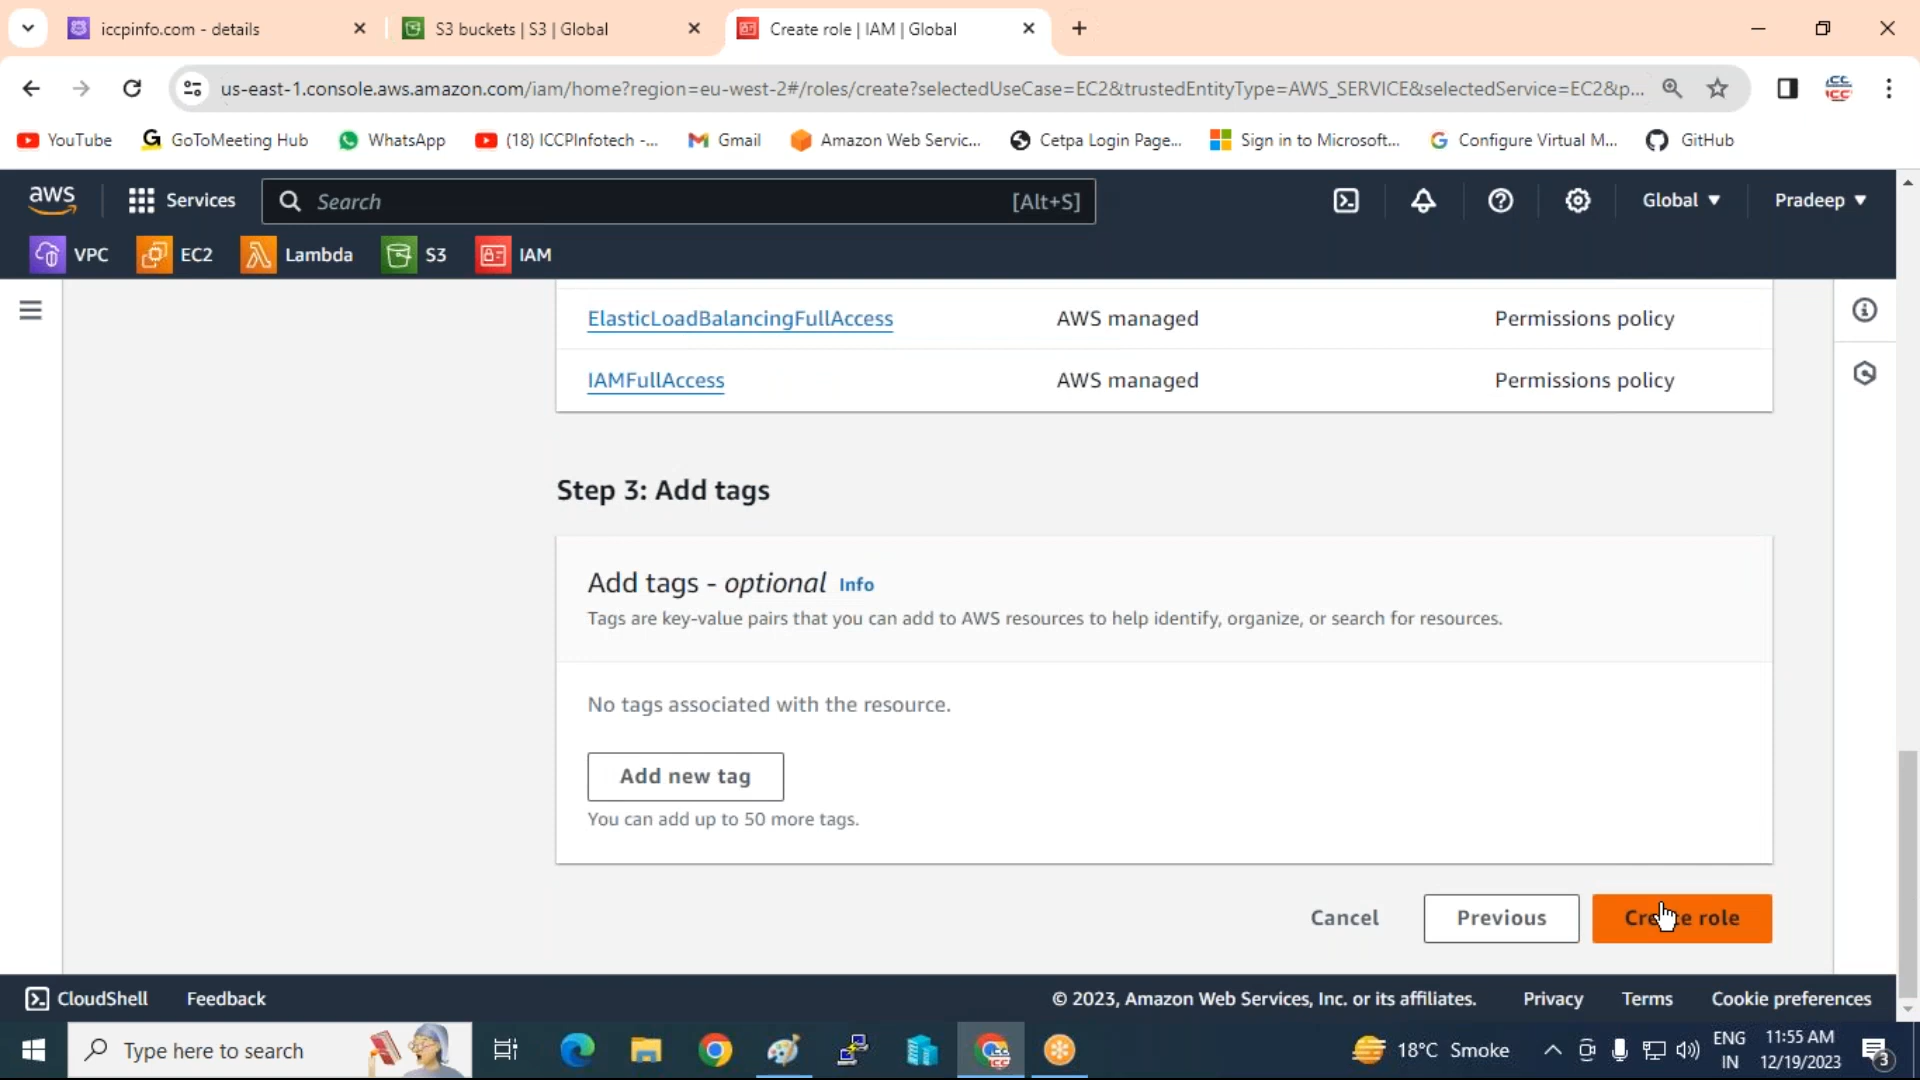 iccpinfo.com - details
S3 buckets | S3 | Global
Create role | IAM | Global
us-east-1.console.aws.amazon.com/iam/home?region=eu-west-2#/roles/create?selectedUseCase=EC2&trustedEntityType=AWS_SERVICE&selectedService=EC2&p...
YouTube
GoToMeeting Hub
WhatsApp
(18) ICCPInfotech -...
Gmail
Amazon Web Servic...
Cetpa Login Page...
Sign in to Microsoft...
Configure Virtual M...
GitHub
aws
Services
Search
[Alt+S]
Global
Pradeep
VPC
EC2
Lambda
S3
IAM
ElasticLoadBalancingFullAccess AWS managed Permissions policy
IAMFullAccess AWS managed Permissions policy
Step 3: Add tags
Add tags - optional Info
Tags are key-value pairs that you can add to AWS resources to help identify, organize, or search for resources.
No tags associated with the resource.
Add new tag
You can add up to 50 more tags.
Cancel
Previous
Create role
CloudShell
Feedback
© 2023, Amazon Web Services, Inc. or its affiliates.
Privacy
Terms
Cookie preferences
Type here to search
18°C Smoke
ENG
IN
11:55 AM
12/19/2023
3